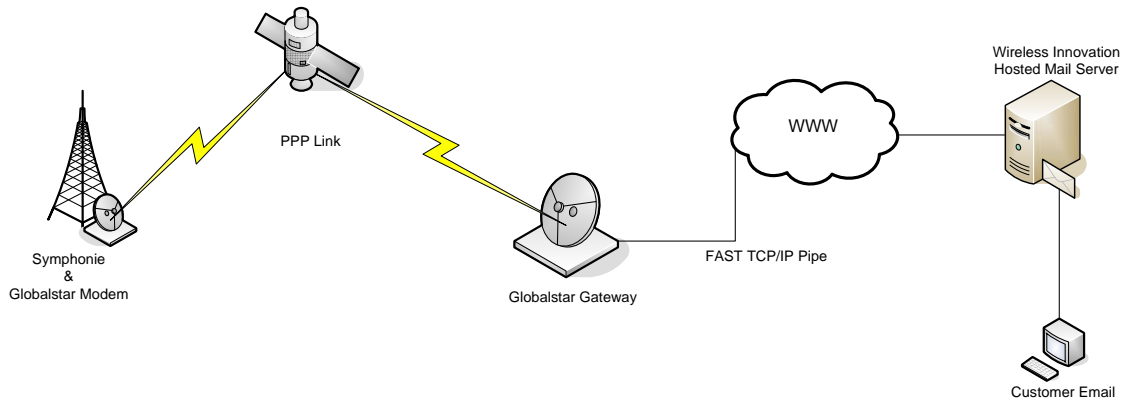 Wireless Innovation
Hosted Mail Server
WWW
PPP Link
FAST TCP/IP Pipe
Symphonie
&
Globalstar Modem
Globalstar Gateway
Customer Email